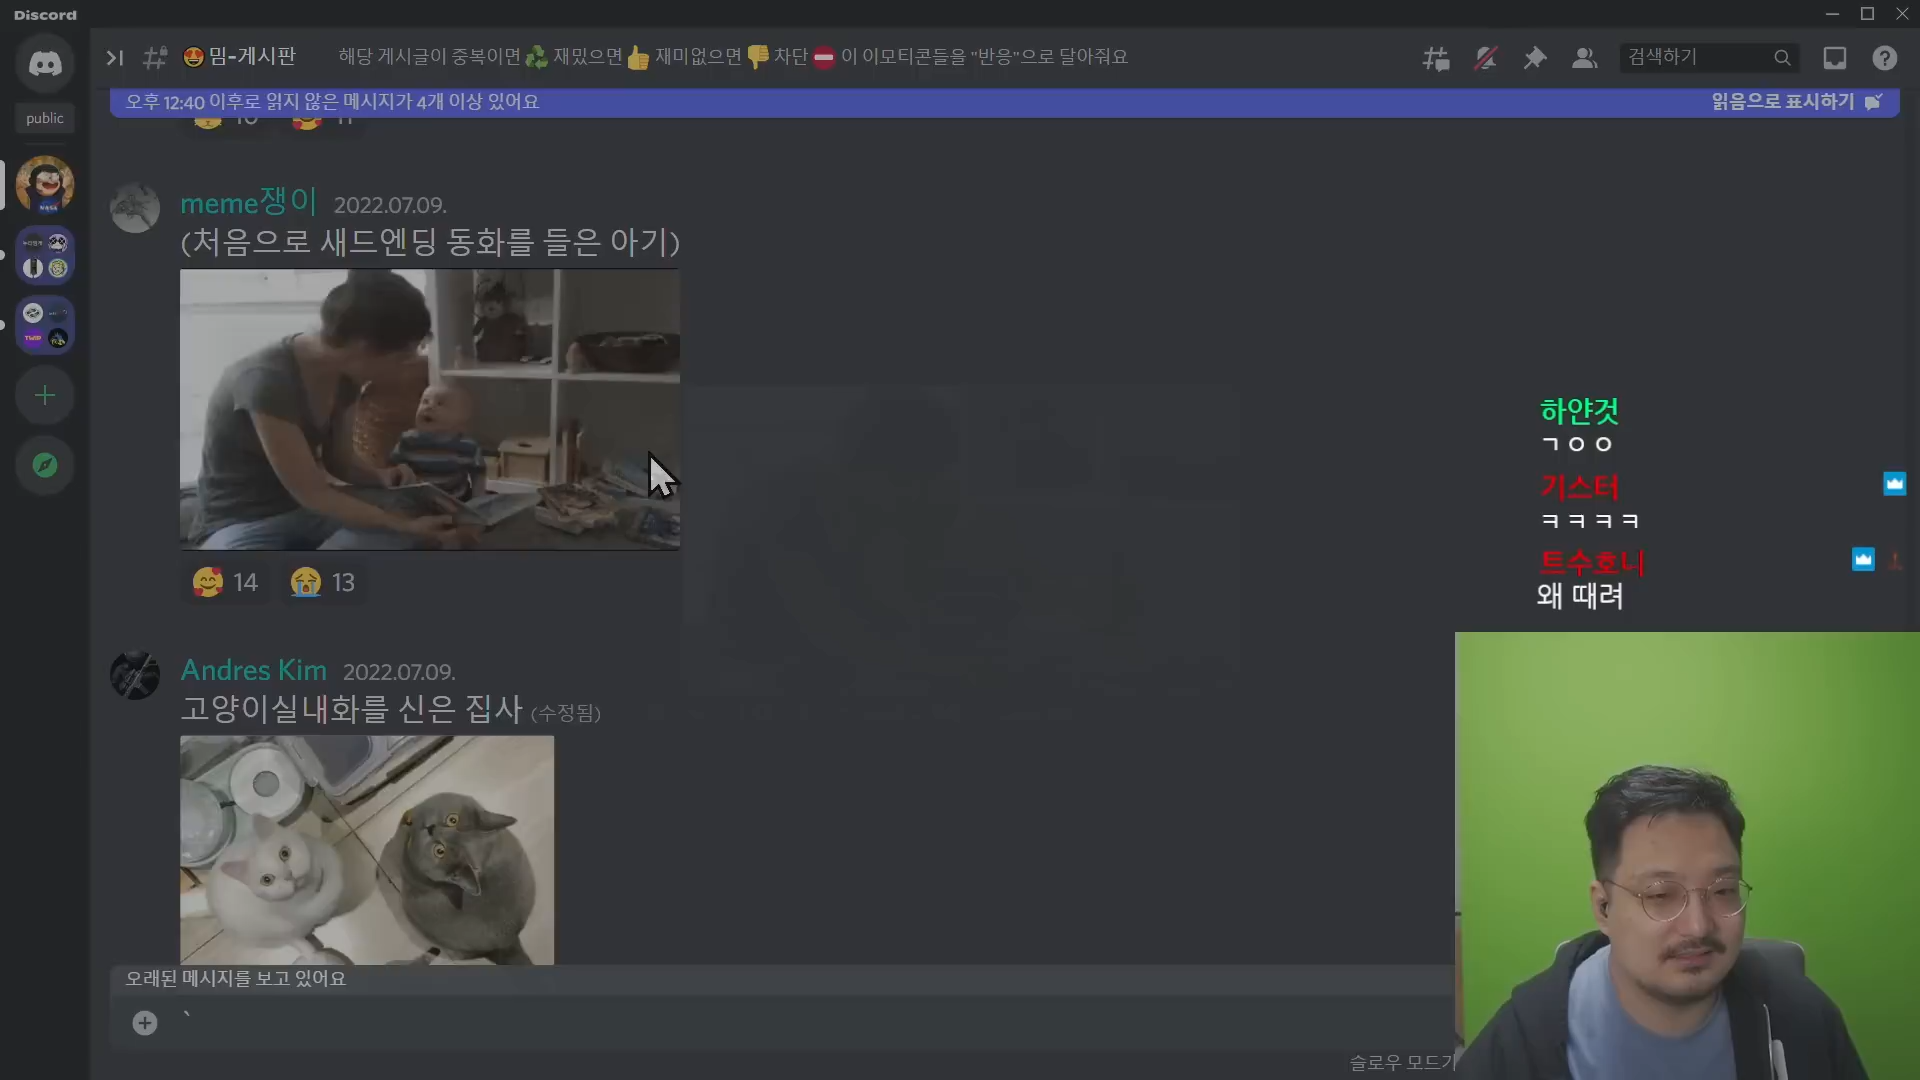 Discord
밈-게시판
해당 게시글이 중복이면 재밌으면 재미없으면 차단 이 이모티콘들을 "반응"으로 달아줘요
검색하기
public
오후 12:40 이후로 읽지 않은 메시지가 4개 이상 있어요
읽음으로 표시하기
meme쟁이 2022.07.09.
(처음으로 새드엔딩 동화를 들은 아기)
14 13
하얀것
ㄱㅇㅇ
기스터
ㅋㅋㅋㅋ
트수호니
왜 때려
Andres Kim 2022.07.09.
고양이실내화를 신은 집사 (수정됨)
오래된 메시지를 보고 있어요
`
슬로우 모드가